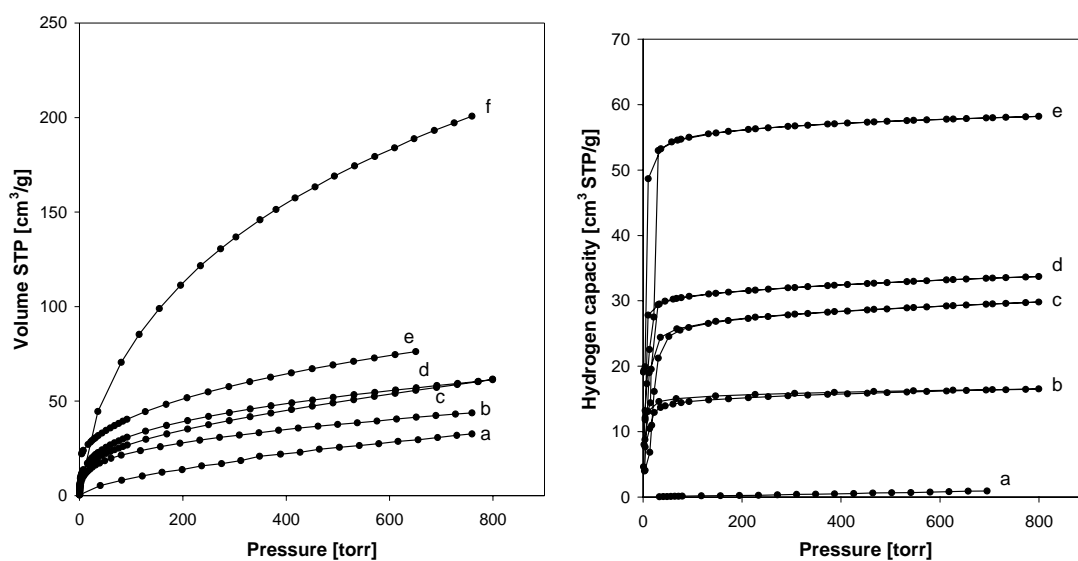 250
200
150
100
50
0
0 200 400 600 800
Volume STP [cm³/g]
Pressure [torr]
f
e
d
c
b
a
70
60
50
40
30
20
10
0
0 200 400 600 800
Hydrogen capacity [cm³ STP/g]
Pressure [torr]
e
d
c
b
a